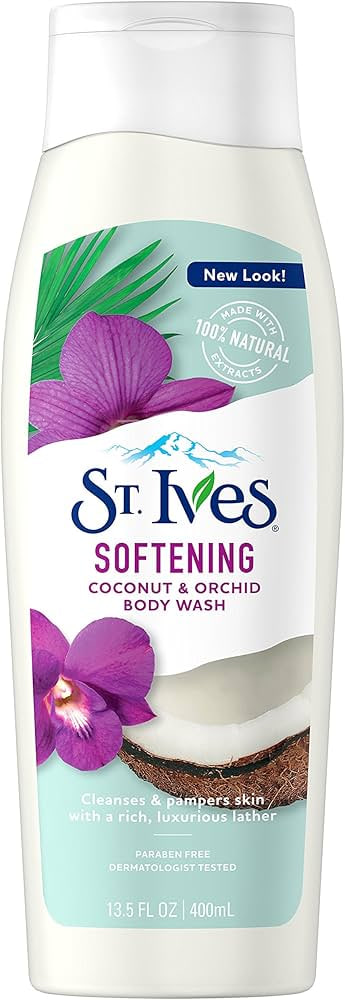 New Look!
MADE WITH
100% NATURAL
EXTRACTS
ST. IVES®
SOFTENING
COCONUT & ORCHID
BODY WASH
Cleanses & pampers skin
with a rich, luxurious lather
PARABEN FREE
DERMATOLOGIST TESTED
13.5 FL OZ | 400mL